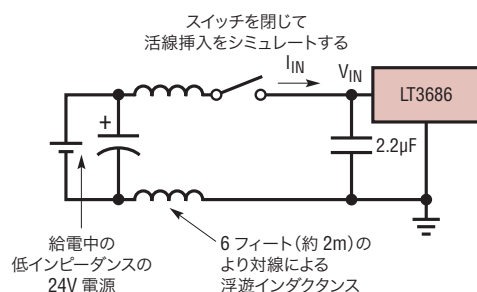 スイッチを閉じて
活線挿入をシミュレートする
IIN
VIN
LT3686
+
2.2µF
給電中の
低インピーダンスの
24V 電源
6 フィート（約 2m）の
より対線による
浮遊インダクタンス